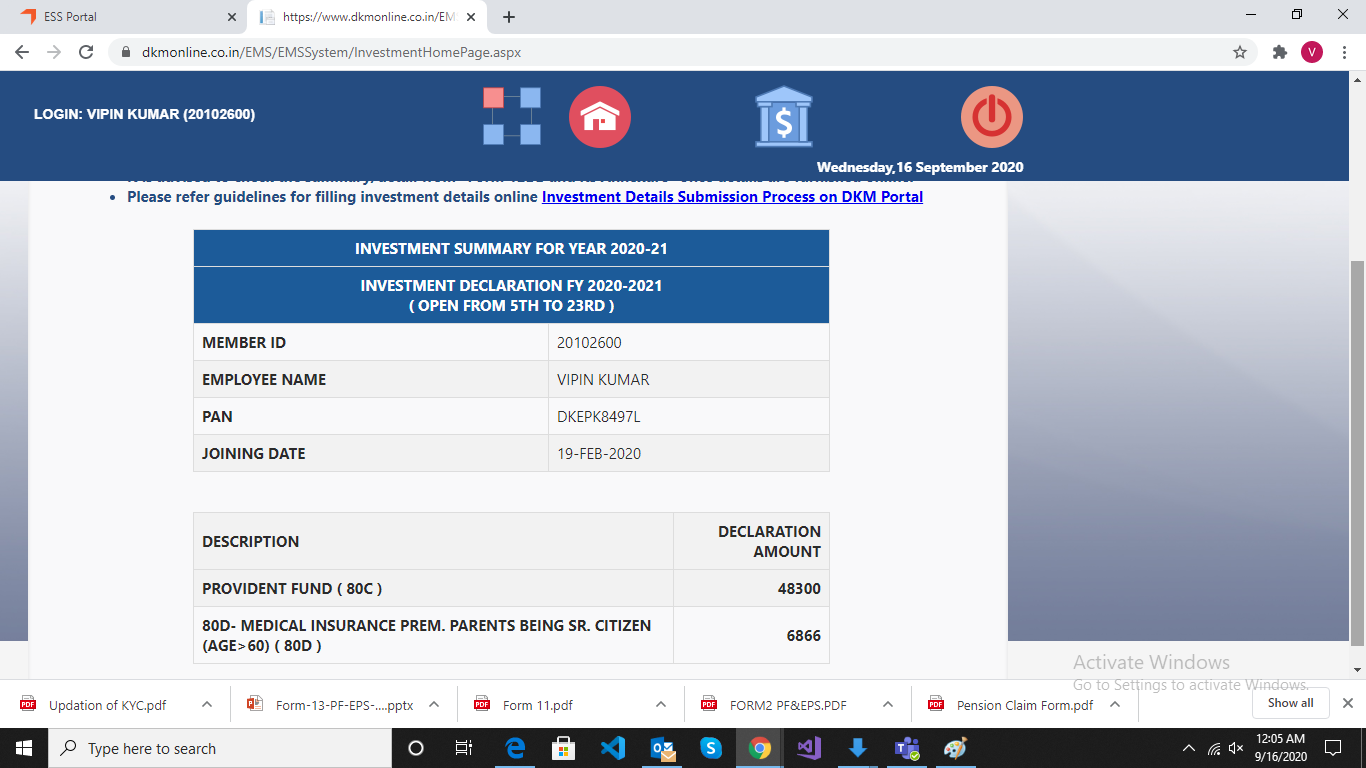 ESS Portal
https://www.dkmonline.co.in/EM
dkmonline.co.in/EMS/EMSSystem/InvestmentHomePage.aspx
V
LOGIN: VIPIN KUMAR (20102600)
$
Wednesday,16 September 2020
• Please refer guidelines for filling investment details online Investment Details Submission Process on DKM Portal
INVESTMENT SUMMARY FOR YEAR 2020-21
INVESTMENT DECLARATION FY 2020-2021
( OPEN FROM 5TH TO 23RD )
MEMBER ID 20102600
EMPLOYEE NAME VIPIN KUMAR
PAN DKEPK8497L
JOINING DATE 19-FEB-2020
DESCRIPTION DECLARATION
AMOUNT
PROVIDENT FUND ( 80C ) 48300
80D- MEDICAL INSURANCE PREM. PARENTS BEING SR. CITIZEN
(AGE>60) ( 80D ) 6866
Activate Windows
Go to Settings to activate Windows.
Updation of KYC.pdf
Form-13-PF-EPS-....pptx
Form 11.pdf
FORM2 PF&EPS.PDF
Pension Claim Form.pdf
Show all
Type here to search
12:05 AM
9/16/2020